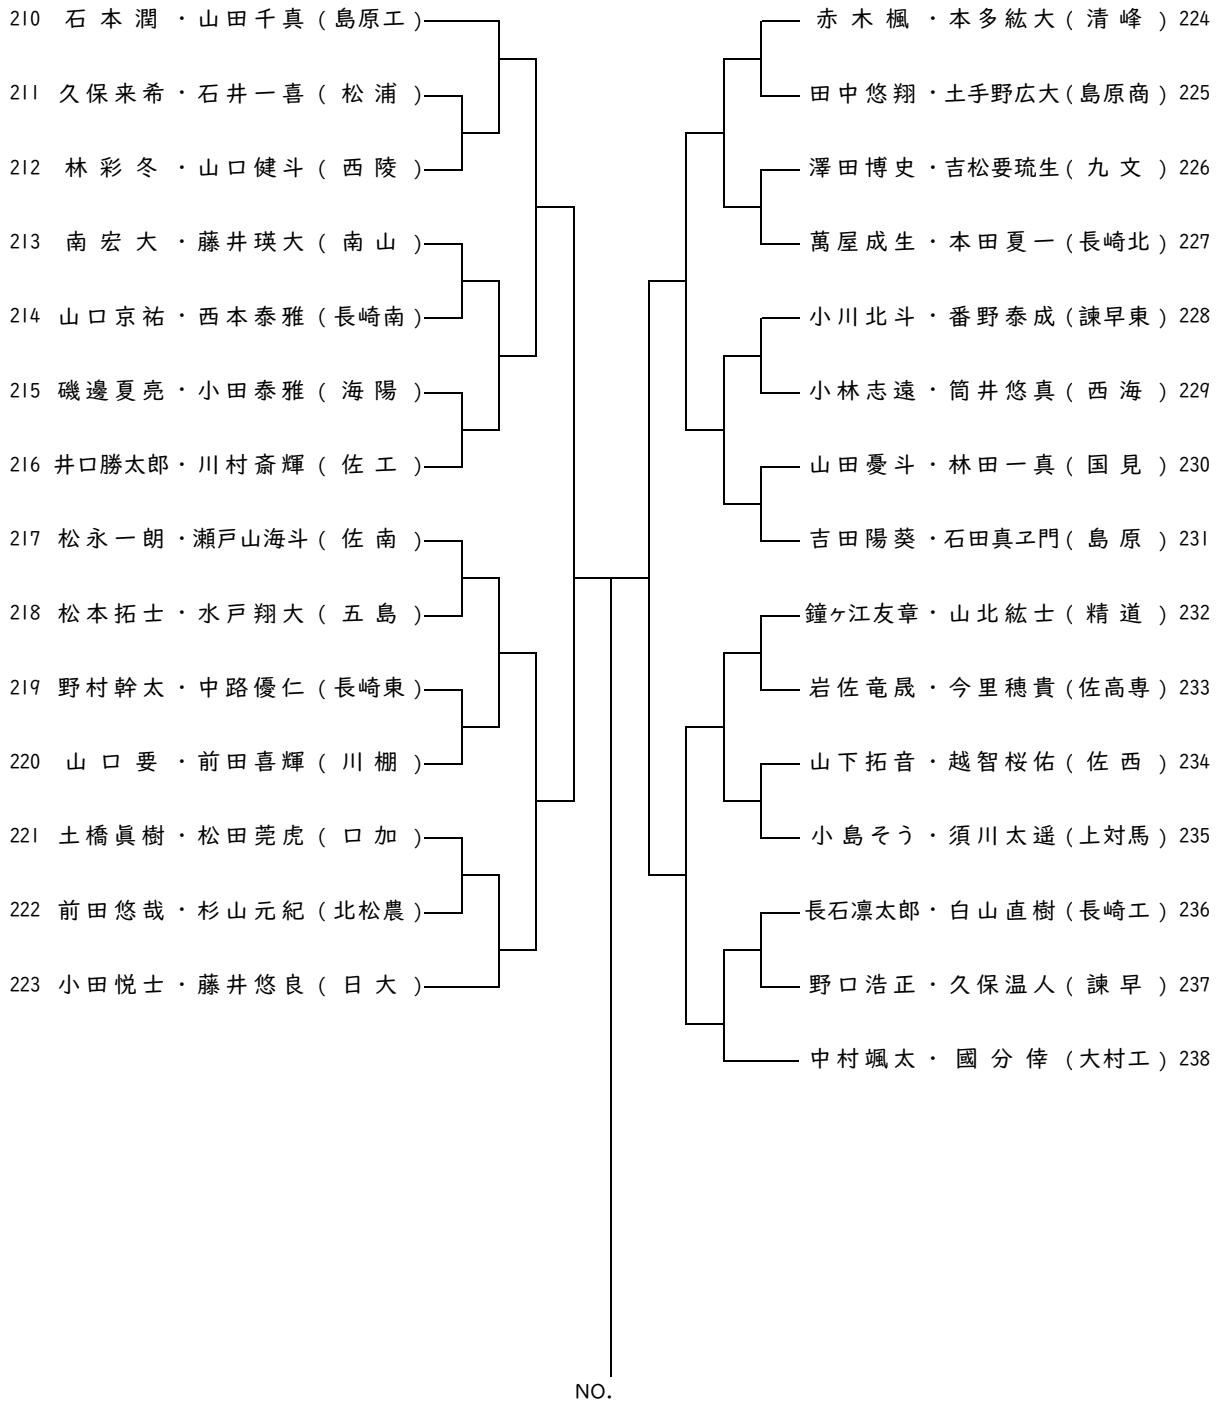 210 石本潤・山田千真(島原工)
211 久保来希・石井一喜(松浦)
212 林彩冬・山口健斗(西陵)
213 南宏大・藤井瑛大(南山)
214 山口京祐・西本泰雅(長崎南)
215 磯邊夏亮・小田泰雅(海陽)
216 井口勝太郎・川村斎輝(佐工)
217 松永一朗・瀬戸山海斗(佐南)
218 松本拓士・水戸翔大(五島)
219 野村幹太・中路優仁(長崎東)
220 山口要・前田喜輝(川棚)
221 土橋眞樹・松田莞虎(口加)
222 前田悠哉・杉山元紀(北松農)
223 小田悦士・藤井悠良(日大)
赤木楓・本多紘大(清峰) 224
田中悠翔・土手野広大(島原商) 225
澤田博史・吉松要琉生(九文) 226
萬屋成生・本田夏一(長崎北) 227
小川北斗・番野泰成(諫早東) 228
小林志遠・筒井悠真(西海) 229
山田憂斗・林田一真(国見) 230
吉田陽葵・石田真ヱ門(島原) 231
鐘ヶ江友章・山北紘士(精道) 232
岩佐竜晟・今里穂貴(佐高専) 233
山下拓音・越智桜佑(佐西) 234
小島そう・須川太遥(上対馬) 235
長石凛太郎・白山直樹(長崎工) 236
野口浩正・久保温人(諫早) 237
中村颯太・國分倖(大村工) 238
NO.